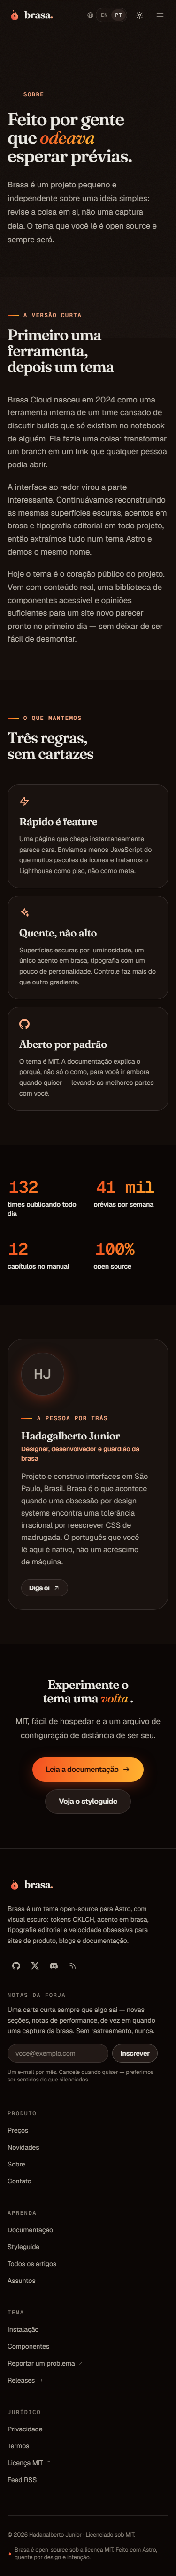 brasa.
EN PT
SOBRE
Feito por gente
que odeava
esperar prévias.
Brasa é um projeto pequeno e
independente sobre uma ideia simples:
revise a coisa em si, não uma captura
dela. O tema que você lê é open source e
sempre será.
A VERSÃO CURTA
Primeiro uma
ferramenta,
depois um tema
Brasa Cloud nasceu em 2024 como uma
ferramenta interna de um time cansado de
discutir builds que só existiam no notebook
de alguém. Ela fazia uma coisa: transformar
um branch em um link que qualquer pessoa
podia abrir.
A interface ao redor virou a parte
interessante. Continuávamos reconstruindo
as mesmas superfícies escuras, acentos em
brasa e tipografia editorial em todo projeto,
então extraímos tudo num tema Astro e
demos o mesmo nome.
Hoje o tema é o coração público do projeto.
Vem com conteúdo real, uma biblioteca de
componentes acessível e opiniões
suficientes para um site novo parecer
pronto no primeiro dia — sem deixar de ser
fácil de desmontar.
O QUE MANTEMOS
Três regras,
sem cartazes
Rápido é feature
Uma página que chega instantaneamente
parece cara. Enviamos menos JavaScript do
que muitos pacotes de ícones e tratamos o
Lighthouse como piso, não como meta.
Quente, não alto
Superfícies escuras por luminosidade, um
único acento em brasa, tipografia com um
pouco de personalidade. Controle faz mais do
que outro gradiente.
Aberto por padrão
O tema é MIT. A documentação explica o
porquê, não só o como, para você ir embora
quando quiser — levando as melhores partes
com você.
132
times publicando todo
dia
41 mil
prévias por semana
12
capítulos no manual
100%
open source
HJ
A PESSOA POR TRÁS
Hadagalberto Junior
Designer, desenvolvedor e guardião da
brasa
Projeto e construo interfaces em São
Paulo, Brasil. Brasa é o que acontece
quando uma obsessão por design
systems encontra uma tolerância
irracional por reescrever CSS de
madrugada. O português que você
lê aqui é nativo, não um acréscimo
de máquina.
Diga oi
Experimente o
tema uma volta .
MIT, fácil de hospedar e a um arquivo de
configuração de distância de ser seu.
Leia a documentação →
Veja o styleguide
brasa.
Brasa é um tema open-source para Astro, com
visual escuro: tokens OKLCH, acento em brasa,
tipografia editorial e velocidade obsessiva para
sites de produto, blogs e documentação.
NOTAS DA FORJA
Uma carta curta sempre que algo sai — novas
seções, notas de performance, de vez em quando
uma captura da brasa. Sem rastreamento, nunca.
voce@exemplo.com
Inscrever
Um e-mail por mês. Cancele quando quiser — preferimos
ser sentidos do que silenciados.
PRODUTO
Preços
Novidades
Sobre
Contato
APRENDA
Documentação
Styleguide
Todos os artigos
Assuntos
TEMA
Instalação
Componentes
Reportar um problema
Releases
JURÍDICO
Privacidade
Termos
Licença MIT
Feed RSS
© 2026 Hadagalberto Junior · Licenciado sob MIT.
Brasa é open-source sob a licença MIT. Feito com Astro,
quente por design e intenção.